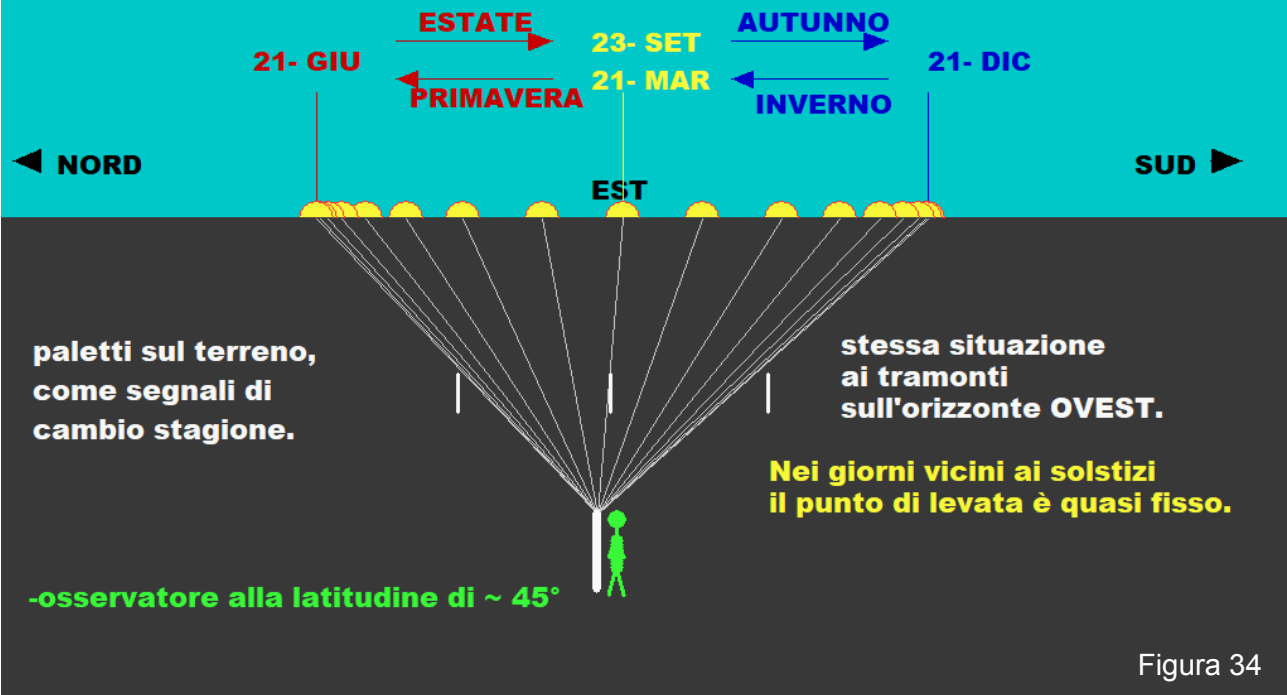 ESTATE
AUTUNNO
23- SET
21- GIU
21- DIC
21- MAR
PRIMAVERA
INVERNO
NORD
SUD
EST
paletti sul terreno,
come segnali di
cambio stagione.
stessa situazione
ai tramonti
sull'orizzonte OVEST.
Nei giorni vicini ai solstizi
il punto di levata è quasi fisso.
-osservatore alla latitudine di ~ 45°
Figura 34